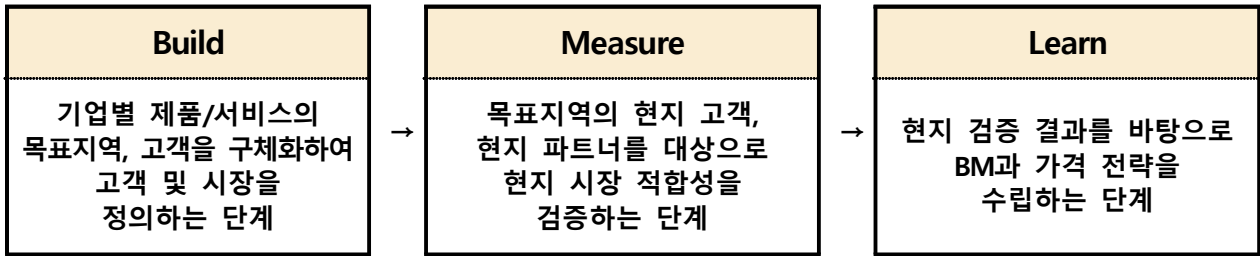 Build
기업별 제품/서비스의
목표지역, 고객을 구체화하여
고객 및 시장을
정의하는 단계
→
Measure
목표지역의 현지 고객,
현지 파트너를 대상으로
현지 시장 적합성을
검증하는 단계
→
Learn
현지 검증 결과를 바탕으로
BM과 가격 전략을
수립하는 단계